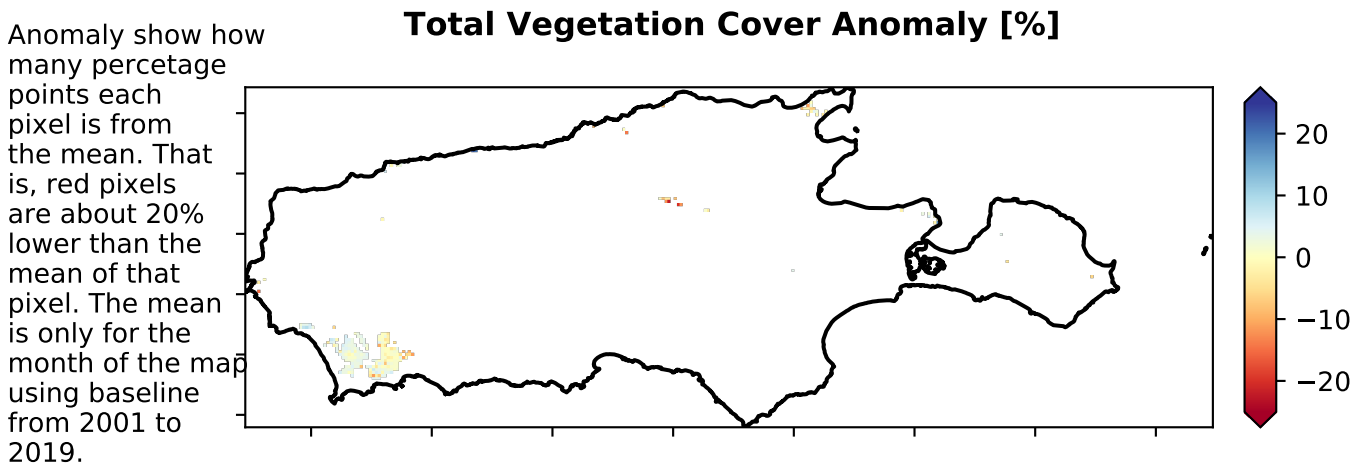 Total Vegetation Cover Anomaly [%]
Anomaly show how
many percetage
points each
pixel is from
the mean. That
is, red pixels
are about 20%
lower than the
mean of that
pixel. The mean
is only for the
month of the map
using baseline
from 2001 to
2019.
20
10
0
−10
−20